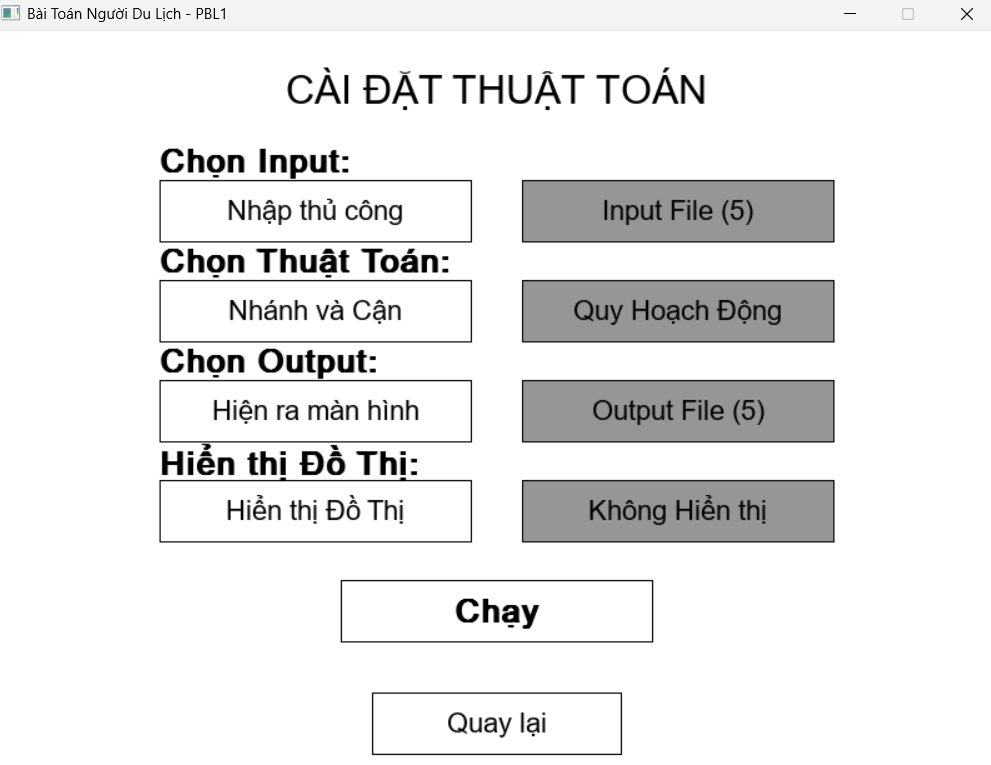 Bài Toán Người Du Lịch - PBL1
CÀI ĐẶT THUẬT TOÁN
Chọn Input:
Nhập thủ công
Input File (5)
Chọn Thuật Toán:
Nhánh và Cận
Quy Hoạch Động
Chọn Output:
Hiện ra màn hình
Output File (5)
Hiển thị Đồ Thị:
Hiển thị Đồ Thị
Không Hiển thị
Chạy
Quay lại